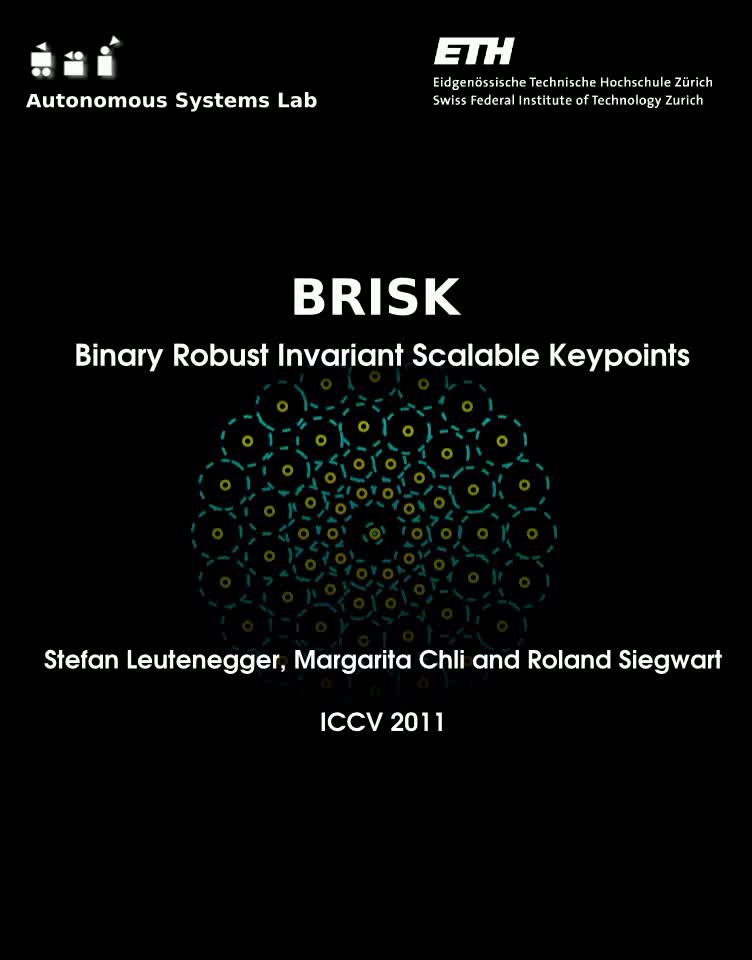 Autonomous Systems Lab
ETH
Eidgenössische Technische Hochschule Zürich
Swiss Federal Institute of Technology Zurich
BRISK
Binary Robust Invariant Scalable Keypoints
Stefan Leutenegger, Margarita Chli and Roland Siegwart
ICCV 2011